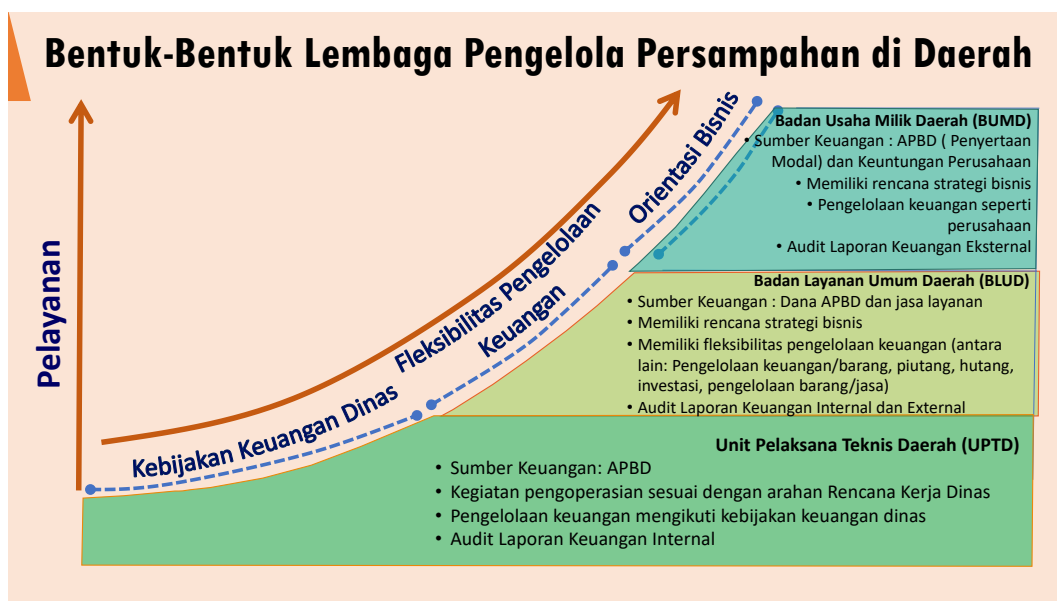 Bentuk-Bentuk Lembaga Pengelola Persampahan di Daerah
Pelayanan
Kebijakan Keuangan Dinas
Fleksibilitas Pengelolaan
Keuangan
Orientasi Bisnis
Badan Usaha Milik Daerah (BUMD)
• Sumber Keuangan : APBD ( Penyertaan
Modal) dan Keuntungan Perusahaan
• Memiliki rencana strategi bisnis
• Pengelolaan keuangan seperti
perusahaan
• Audit Laporan Keuangan Eksternal
Badan Layanan Umum Daerah (BLUD)
• Sumber Keuangan : Dana APBD dan jasa layanan
• Memiliki rencana strategi bisnis
• Memiliki fleksibilitas pengelolaan keuangan (antara
lain: Pengelolaan keuangan/barang, piutang, hutang,
investasi, pengelolaan barang/jasa)
• Audit Laporan Keuangan Internal dan External
Unit Pelaksana Teknis Daerah (UPTD)
• Sumber Keuangan: APBD
• Kegiatan pengoperasian sesuai dengan arahan Rencana Kerja Dinas
• Pengelolaan keuangan mengikuti kebijakan keuangan dinas
• Audit Laporan Keuangan Internal